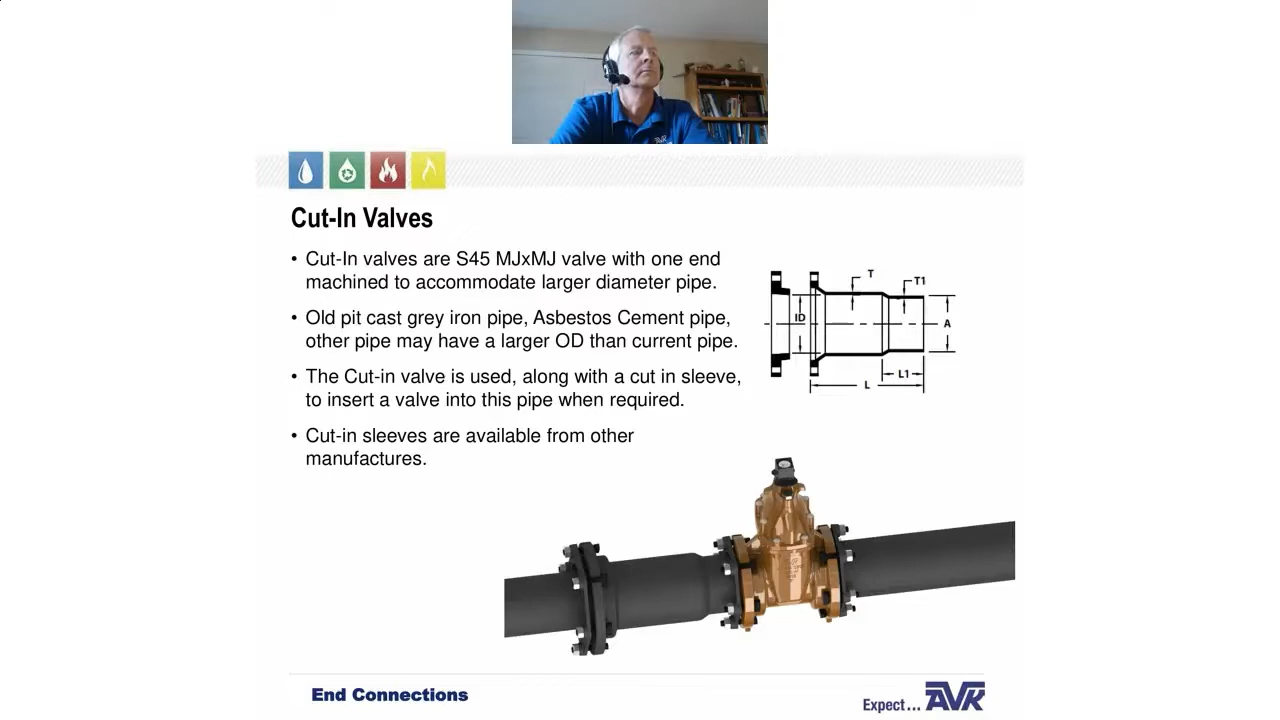 AVK
Cut-In Valves
• Cut-In valves are S45 MJxMJ valve with one end
machined to accommodate larger diameter pipe.
• Old pit cast grey iron pipe, Asbestos Cement pipe,
other pipe may have a larger OD than current pipe.
• The Cut-in valve is used, along with a cut in sleeve,
to insert a valve into this pipe when required.
• Cut-in sleeves are available from other
manufactures.
T
T1
ID
A
L1
L
End Connections
Expect... AVK